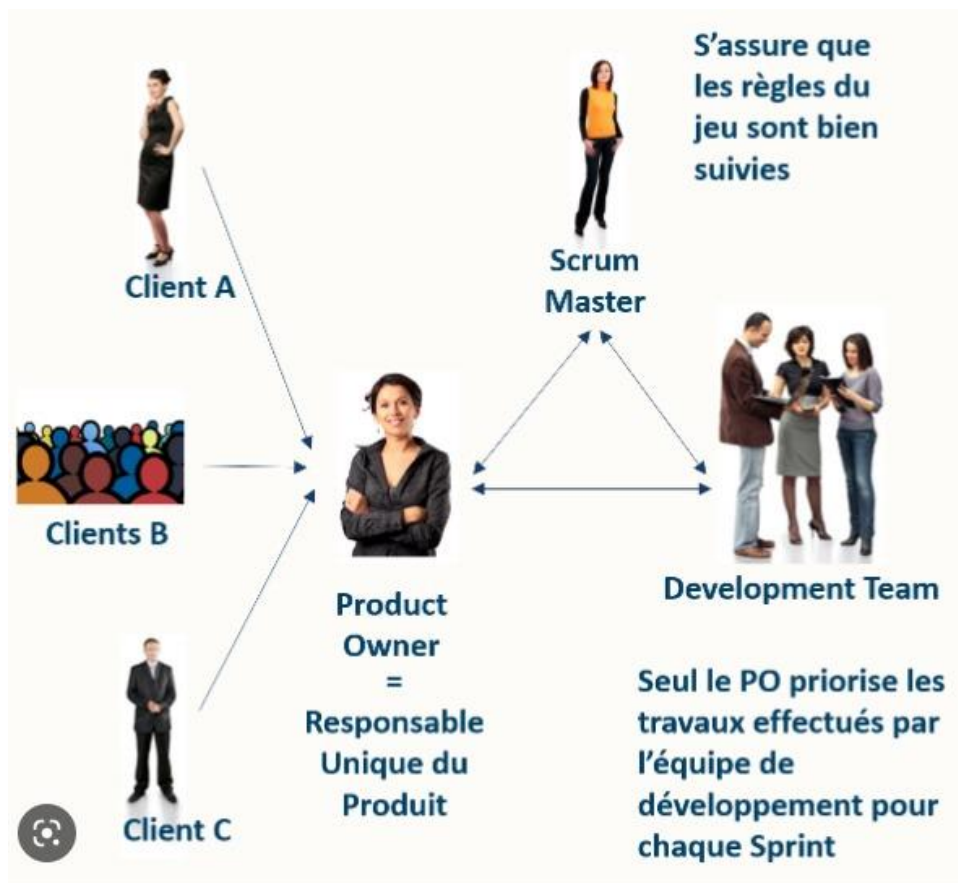 S'assure que
les règles du
jeu sont bien
suivies
Client A
Scrum
Master
Clients B
Development Team
Product
Owner
=
Responsable
Unique du
Produit
Seul le PO priorise les
travaux effectués par
l'équipe de
développement pour
chaque Sprint
Client C